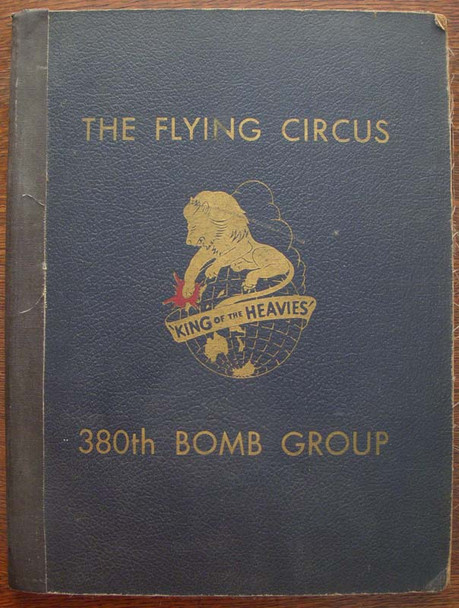 THE FLYING CIRCUS
'KING OF THE HEAVIES'
380th BOMB GROUP